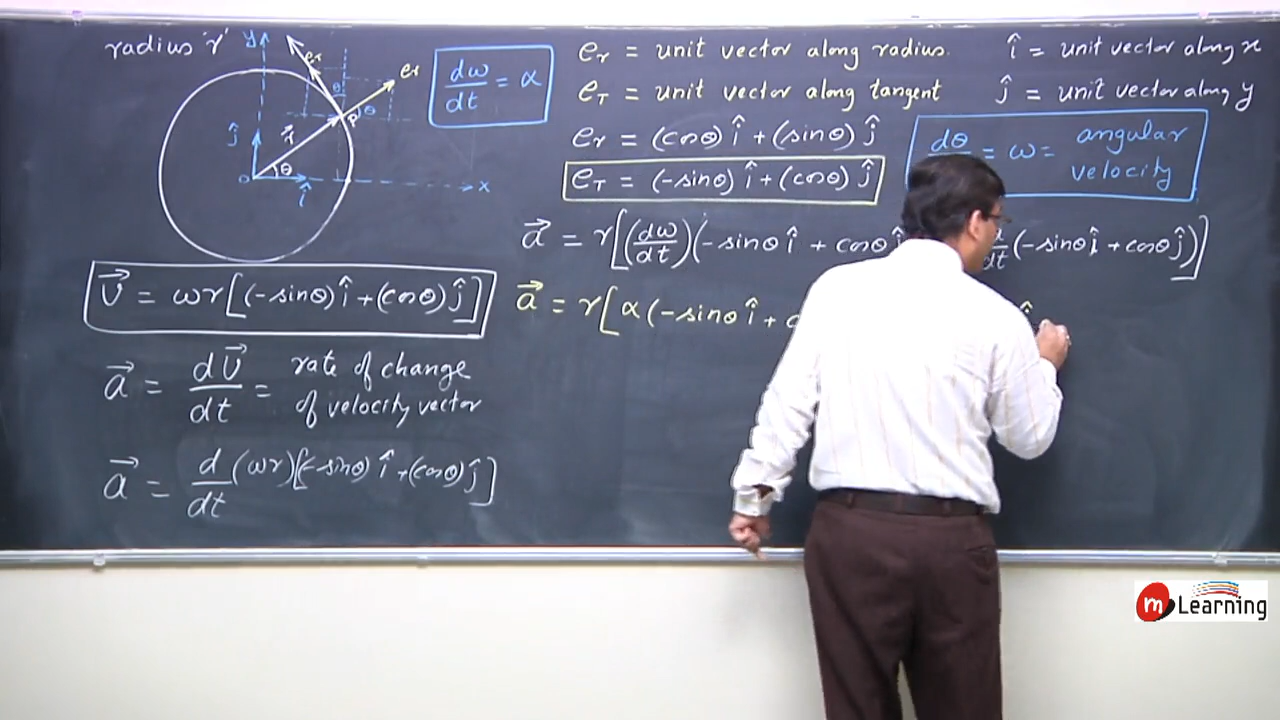 radius 'r'
y
e_T
e_r
θ
θ
P
r⃗
ĵ
θ
o
î
x
dω/dt = α
e_r = unit vector along radius.
e_T = unit vector along tangent
î = unit vector along x
ĵ = unit vector along y
e_r = (cosθ) î + (sinθ) ĵ
e_T = (-sinθ) î + (cosθ) ĵ
dθ = ω = angular
velocity
a⃗ = r[(dω/dt)(-sinθ î + cosθ dt(-sinθ î + cosθ ĵ))]
a⃗ = r[α(-sinθ î +
v⃗ = ωr[(-sinθ) î + (cosθ) ĵ]
a⃗ = dv⃗/dt = rate of change
of velocity vector
a⃗ = d/dt (ωr)[(-sinθ) î + (cosθ) ĵ]
m Learning